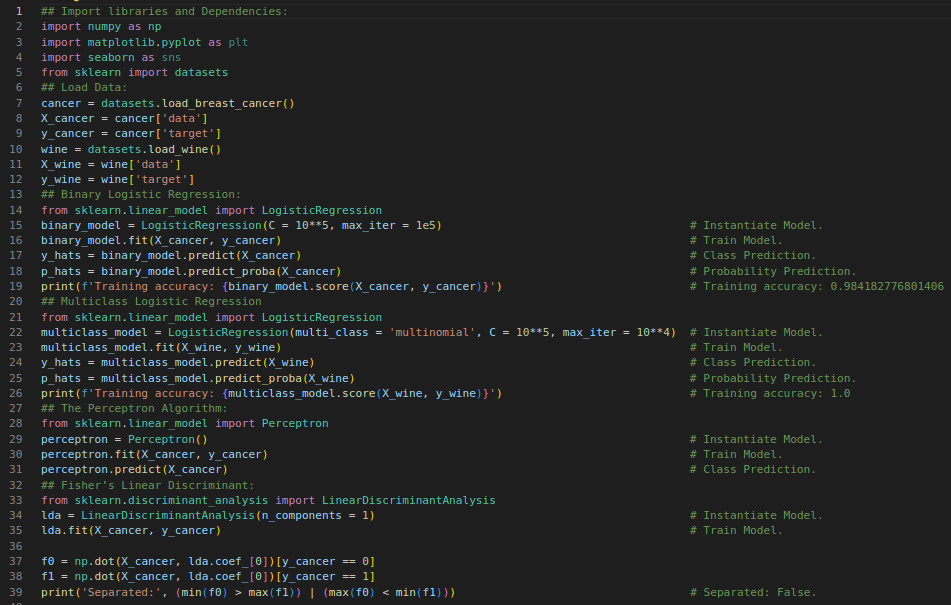 1 ## Import libraries and Dependencies:
2 import numpy as np
3 import matplotlib.pyplot as plt
4 import seaborn as sns
5 from sklearn import datasets
6 ## Load Data:
7 cancer = datasets.load_breast_cancer()
8 X_cancer = cancer['data']
9 y_cancer = cancer['target']
10 wine = datasets.load_wine()
11 X_wine = wine['data']
12 y_wine = wine['target']
13 ## Binary Logistic Regression:
14 from sklearn.linear_model import LogisticRegression
15 binary_model = LogisticRegression(C = 10**5, max_iter = 1e5) # Instantiate Model.
16 binary_model.fit(X_cancer, y_cancer) # Train Model.
17 y_hats = binary_model.predict(X_cancer) # Class Prediction.
18 p_hats = binary_model.predict_proba(X_cancer) # Probability Prediction.
19 print(f'Training accuracy: {binary_model.score(X_cancer, y_cancer)}') # Training accuracy: 0.984182776801406
20 ## Multiclass Logistic Regression
21 from sklearn.linear_model import LogisticRegression
22 multiclass_model = LogisticRegression(multi_class = 'multinomial', C = 10**5, max_iter = 10**4) # Instantiate Model.
23 multiclass_model.fit(X_wine, y_wine) # Train Model.
24 y_hats = multiclass_model.predict(X_wine) # Class Prediction.
25 p_hats = multiclass_model.predict_proba(X_wine) # Probability Prediction.
26 print(f'Training accuracy: {multiclass_model.score(X_wine, y_wine)}') # Training accuracy: 1.0
27 ## The Perceptron Algorithm:
28 from sklearn.linear_model import Perceptron
29 perceptron = Perceptron() # Instantiate Model.
30 perceptron.fit(X_cancer, y_cancer) # Train Model.
31 perceptron.predict(X_cancer) # Class Prediction.
32 ## Fisher's Linear Discriminant:
33 from sklearn.discriminant_analysis import LinearDiscriminantAnalysis
34 lda = LinearDiscriminantAnalysis(n_components = 1) # Instantiate Model.
35 lda.fit(X_cancer, y_cancer) # Train Model.
36
37 f0 = np.dot(X_cancer, lda.coef_[0])[y_cancer == 0]
38 f1 = np.dot(X_cancer, lda.coef_[0])[y_cancer == 1]
39 print('Separated:', (min(f0) > max(f1)) | (max(f0) < min(f1))) # Separated: False.